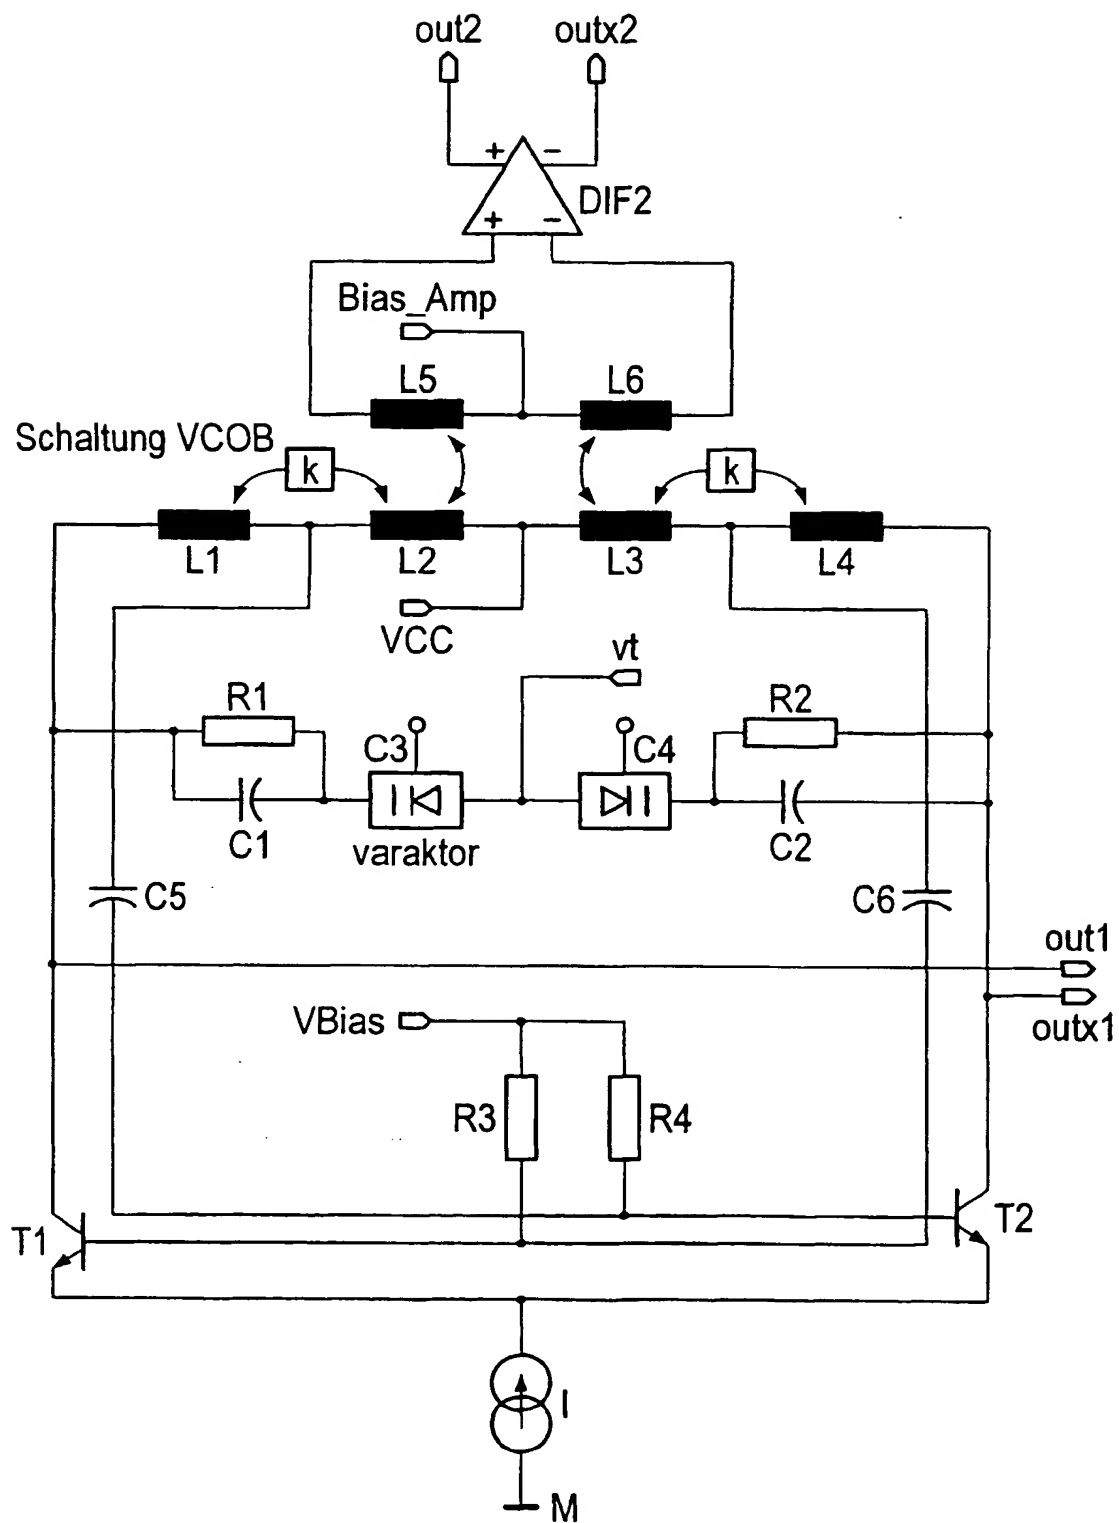 out2 outx2
+ −
DIF2
+ −
Bias_Amp
L5 L6
Schaltung VCOB
k k
L1 L2 L3 L4
VCC
vt
R1 R2
C3 C4
C1 C2
varaktor
C5 C6
out1
outx1
VBias
R3 R4
T1 T2
I
M